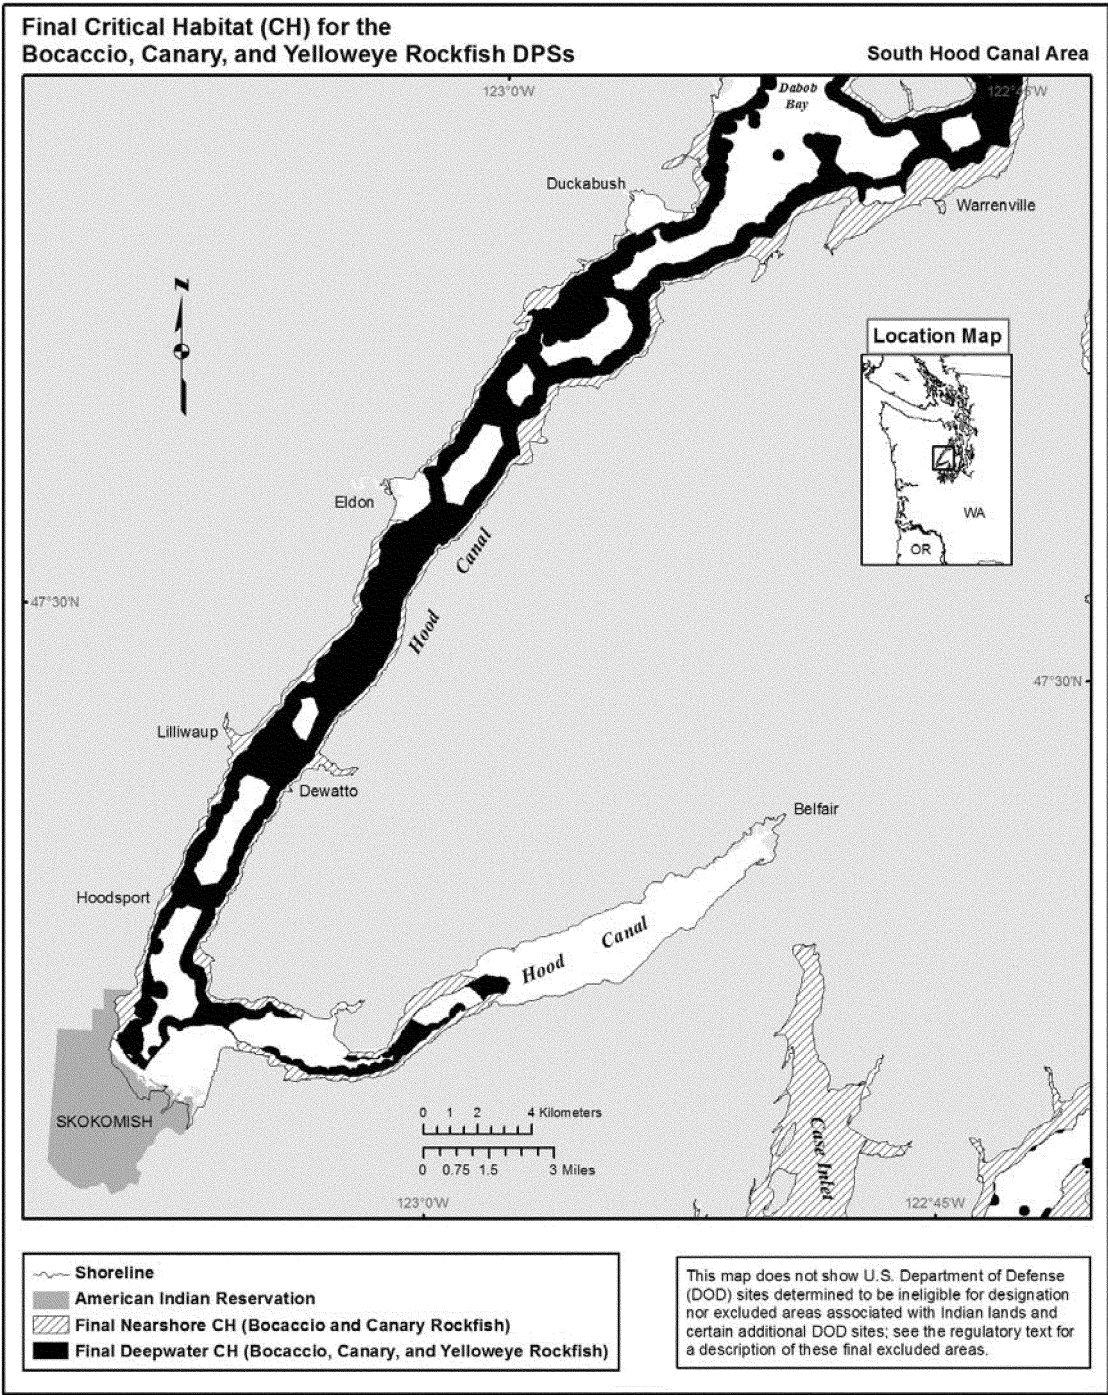 Final Critical Habitat (CH) for the
Bocaccio, Canary, and Yelloweye Rockfish DPSs
South Hood Canal Area
123°0'W
Dabob
Bay
122°45'W
Duckabush
Warrenville
N
Location Map
WA
OR
Eldon
Hood Canal
47°30'N
47°30'N
Lilliwaup
Dewatto
Belfair
Hoodsport
Hood Canal
SKOKOMISH
0 1 2 4 Kilometers
0 0.75 1.5 3 Miles
Case Inlet
123°0'W
122°45'W
Shoreline
American Indian Reservation
Final Nearshore CH (Bocaccio and Canary Rockfish)
Final Deepwater CH (Bocaccio, Canary, and Yelloweye Rockfish)
This map does not show U.S. Department of Defense
(DOD) sites determined to be ineligible for designation
nor excluded areas associated with Indian lands and
certain additional DOD sites; see the regulatory text for
a description of these final excluded areas.